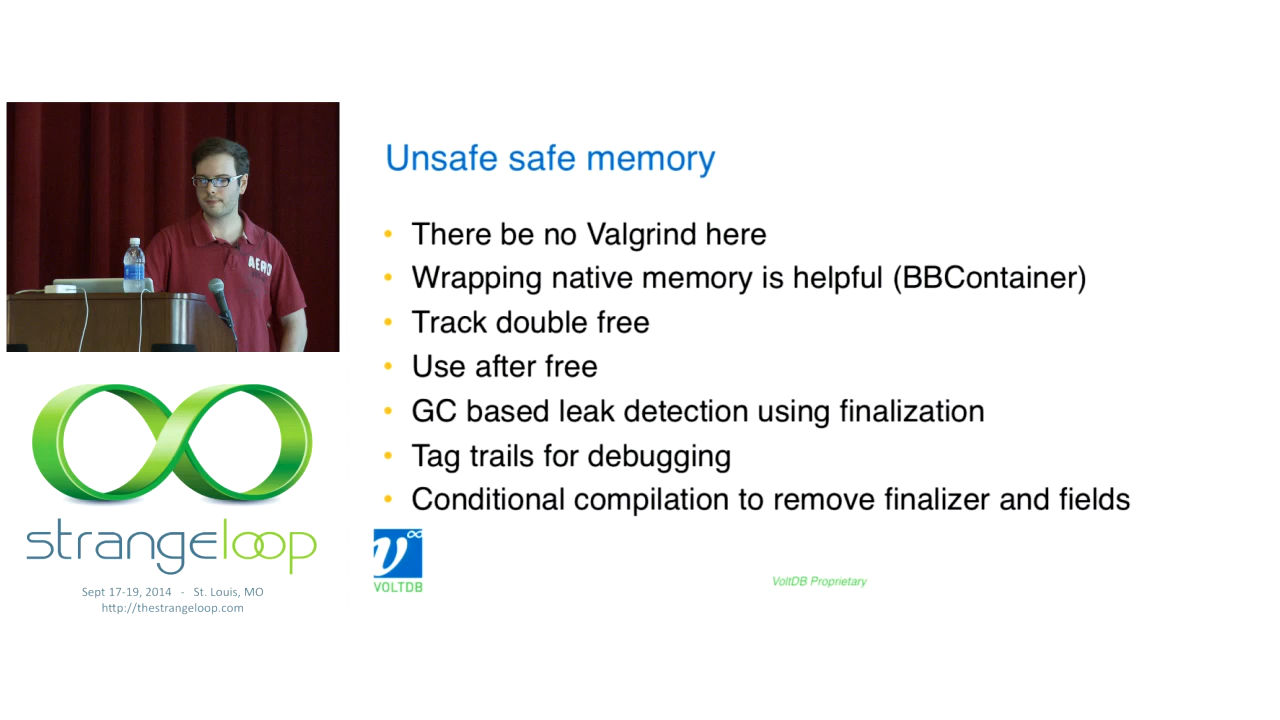 Unsafe safe memory
• There be no Valgrind here
• Wrapping native memory is helpful (BBContainer)
• Track double free
• Use after free
• GC based leak detection using finalization
• Tag trails for debugging
• Conditional compilation to remove finalizer and fields
VOLTDB
VoltDB Proprietary
AERO
strangeloop
Sept 17-19, 2014 - St. Louis, MO
http://thestrangeloop.com